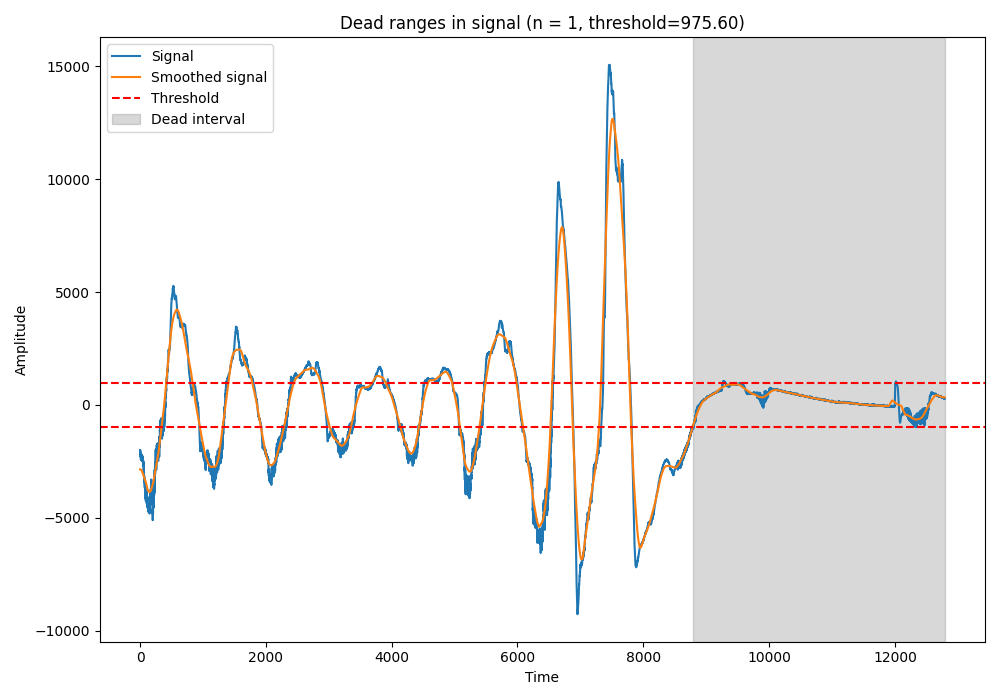 Dead ranges in signal (n = 1, threshold=975.60)
Signal
Smoothed signal
Threshold
Dead interval
Amplitude
15000
10000
5000
0
−5000
−10000
0 2000 4000 6000 8000 10000 12000
Time